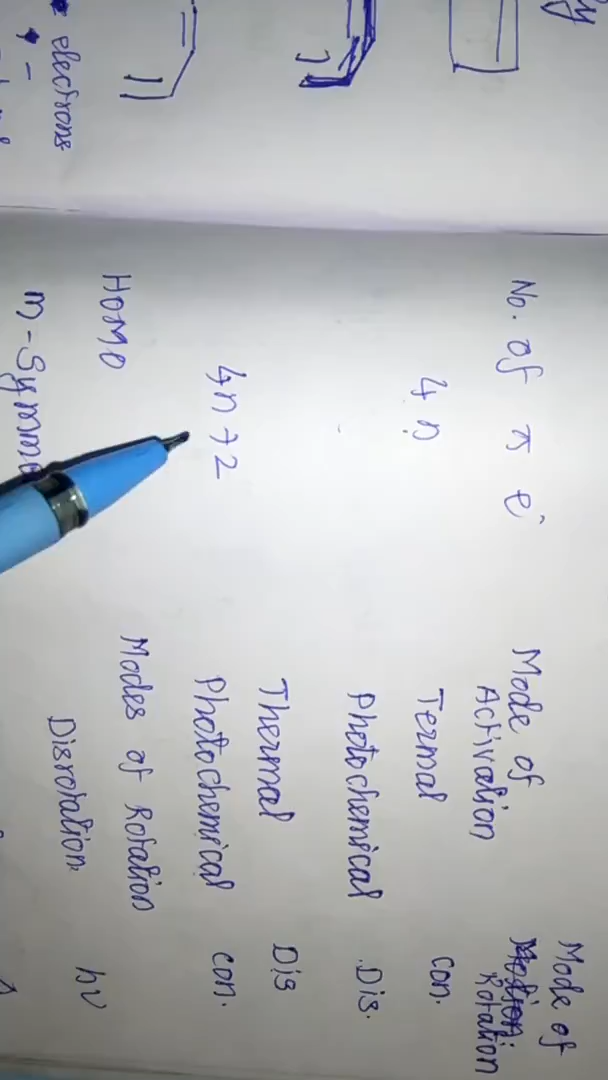 No. of π e⁻ Mode of Activation Mode of Rotation
4n Termal con.
Photochemical Dis.
4n+2 Thermal Dis
Photochemical con.
HOMO Modes of Rotation
m - Symm Disrotation hν
electrons